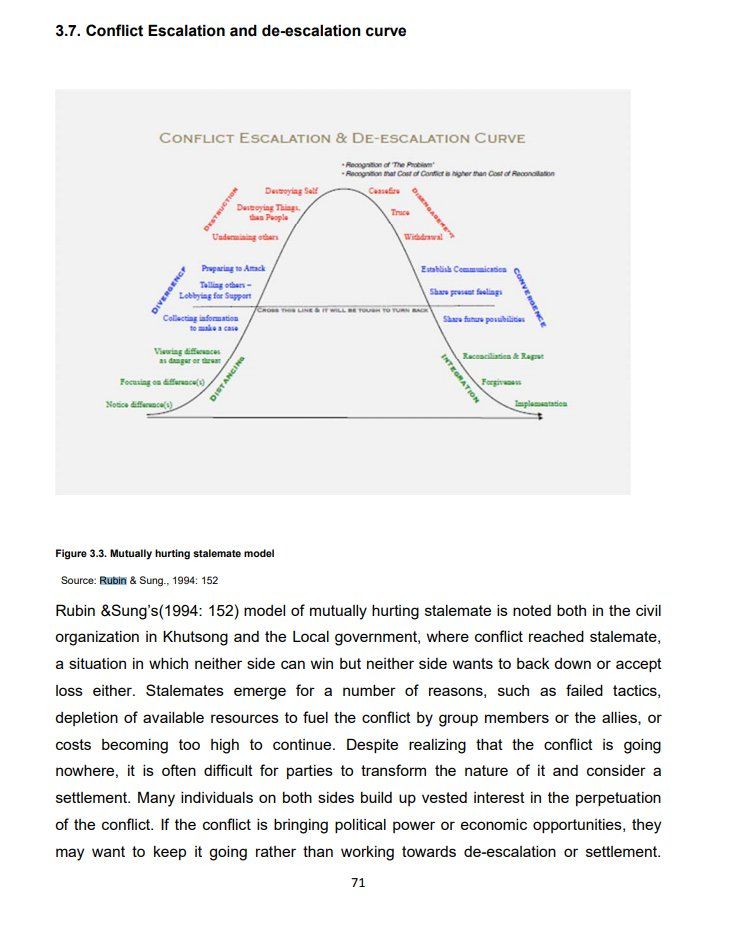 3.7. Conflict Escalation and de-escalation curve
CONFLICT ESCALATION & DE-ESCALATION CURVE
- Recognition of 'The Problem'
- Recognition that Cost of Conflict is higher than Cost of Reconciliation
DESTRUCTION
Destroying Self
Destroying Things,
then People
Undermining others
Ceasefire
Truce
Withdrawal
DISENGAGEMENT
DIVERGENCE
Preparing to Attack
Telling others –
Lobbying for Support
Collecting information
to make a case
Establish Communication
Share present feelings
Share future possibilities
CONVERGENCE
CROSS THIS LINE & IT WILL BE TOUGH TO TURN BACK
Viewing differences
as danger or threat
Focusing on difference(s)
Notice difference(s)
DISTANCING
INTEGRATION
Reconciliation & Regret
Forgiveness
Implementation
Figure 3.3. Mutually hurting stalemate model
Source: Rubin & Sung., 1994: 152
Rubin &Sung's(1994: 152) model of mutually hurting stalemate is noted both in the civil
organization in Khutsong and the Local government, where conflict reached stalemate,
a situation in which neither side can win but neither side wants to back down or accept
loss either. Stalemates emerge for a number of reasons, such as failed tactics,
depletion of available resources to fuel the conflict by group members or the allies, or
costs becoming too high to continue. Despite realizing that the conflict is going
nowhere, it is often difficult for parties to transform the nature of it and consider a
settlement. Many individuals on both sides build up vested interest in the perpetuation
of the conflict. If the conflict is bringing political power or economic opportunities, they
may want to keep it going rather than working towards de-escalation or settlement.
71